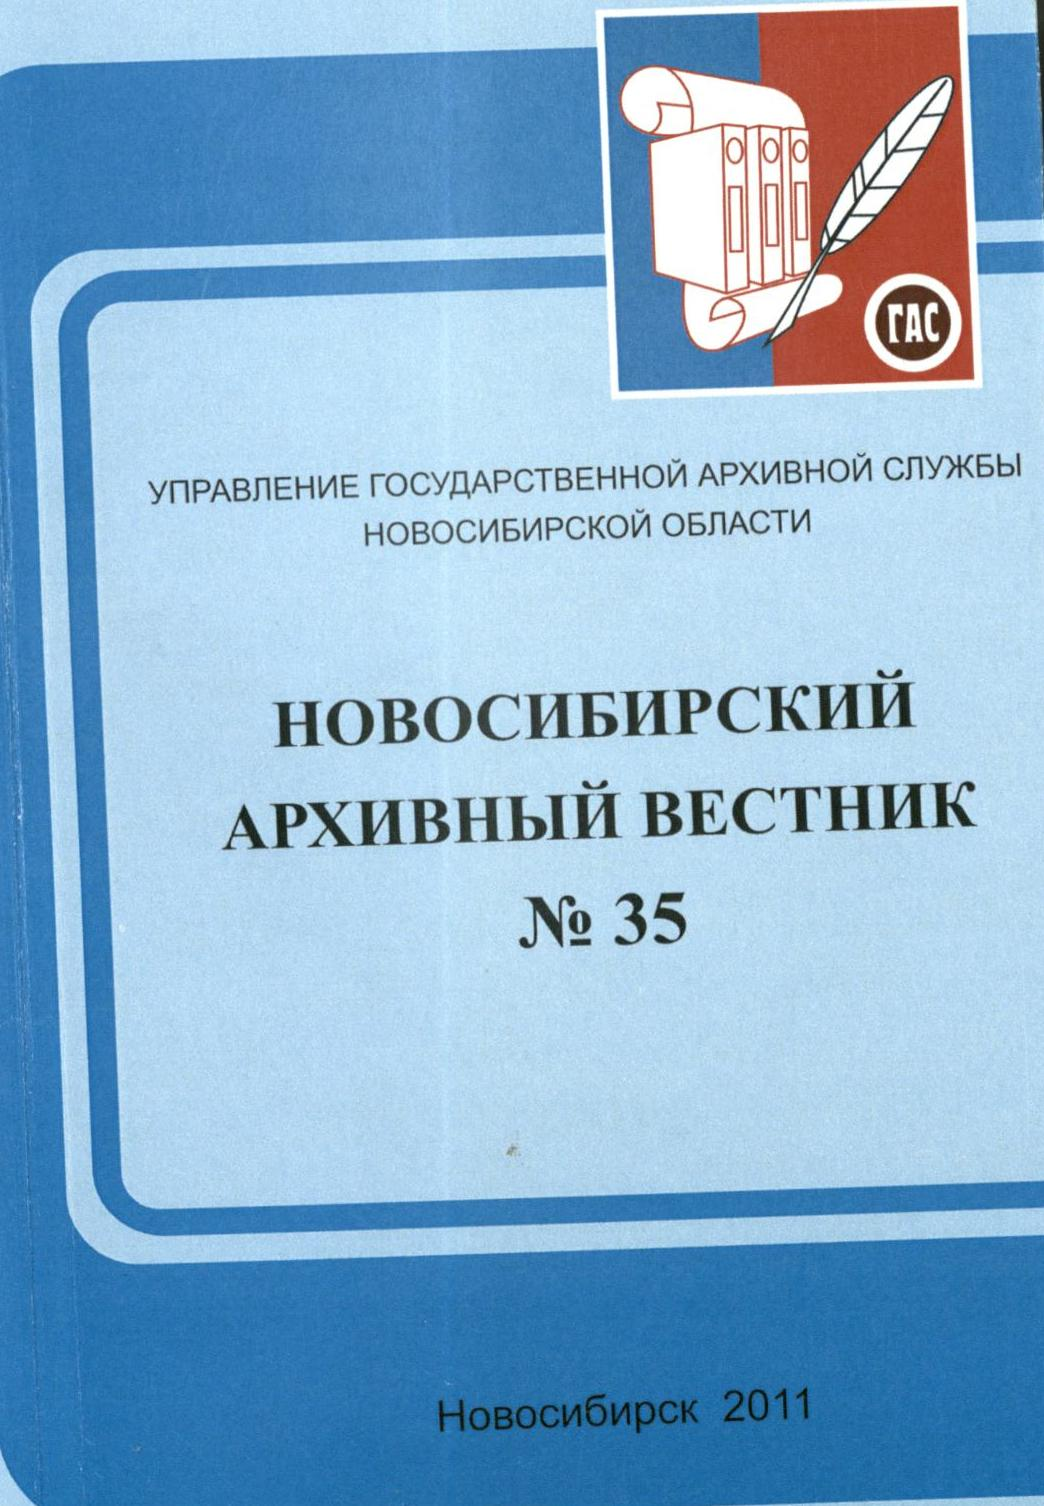 ГАС
УПРАВЛЕНИЕ ГОСУДАРСТВЕННОЙ АРХИВНОЙ СЛУЖБЫ
НОВОСИБИРСКОЙ ОБЛАСТИ
НОВОСИБИРСКИЙ
АРХИВНЫЙ ВЕСТНИК
№ 35
Новосибирск 2011